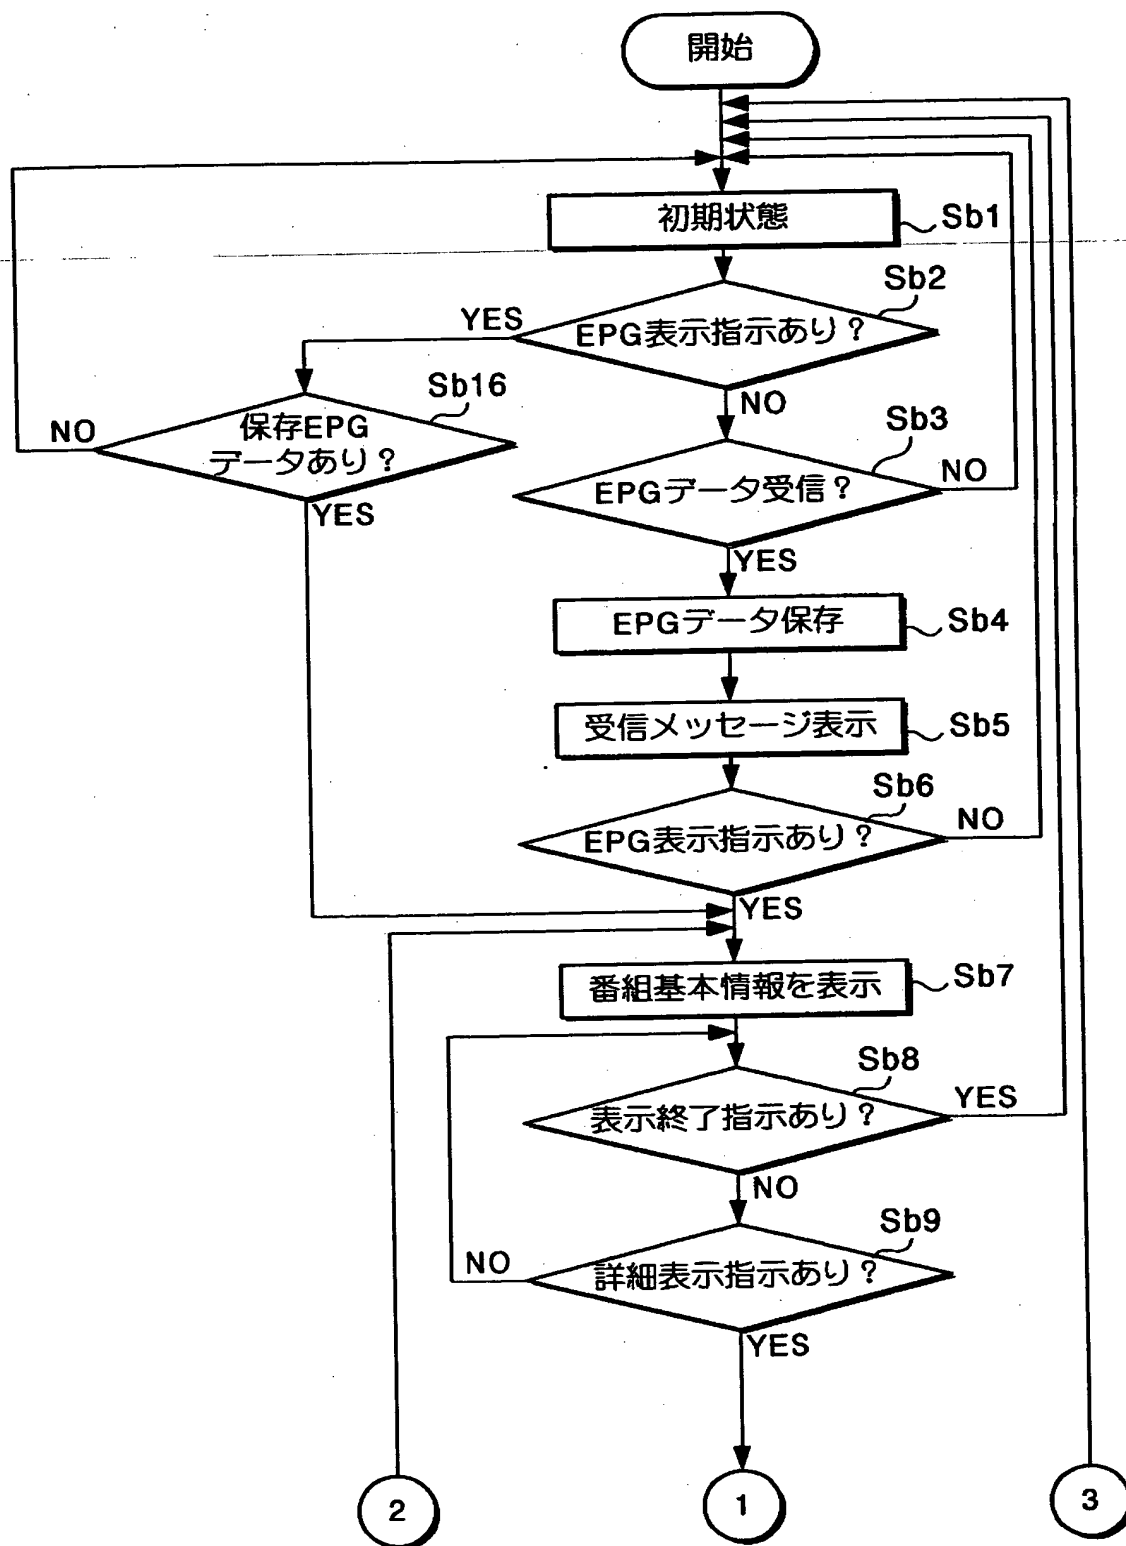 開始
初期状態
Sb1
Sb2
YES
EPG表示指示あり？
NO
Sb16
NO
保存EPG
データあり？
YES
Sb3
EPGデータ受信？
NO
YES
EPGデータ保存
Sb4
受信メッセージ表示
Sb5
Sb6
EPG表示指示あり？
NO
YES
番組基本情報を表示
Sb7
Sb8
表示終了指示あり？
YES
NO
Sb9
NO
詳細表示指示あり？
YES
2
1
3